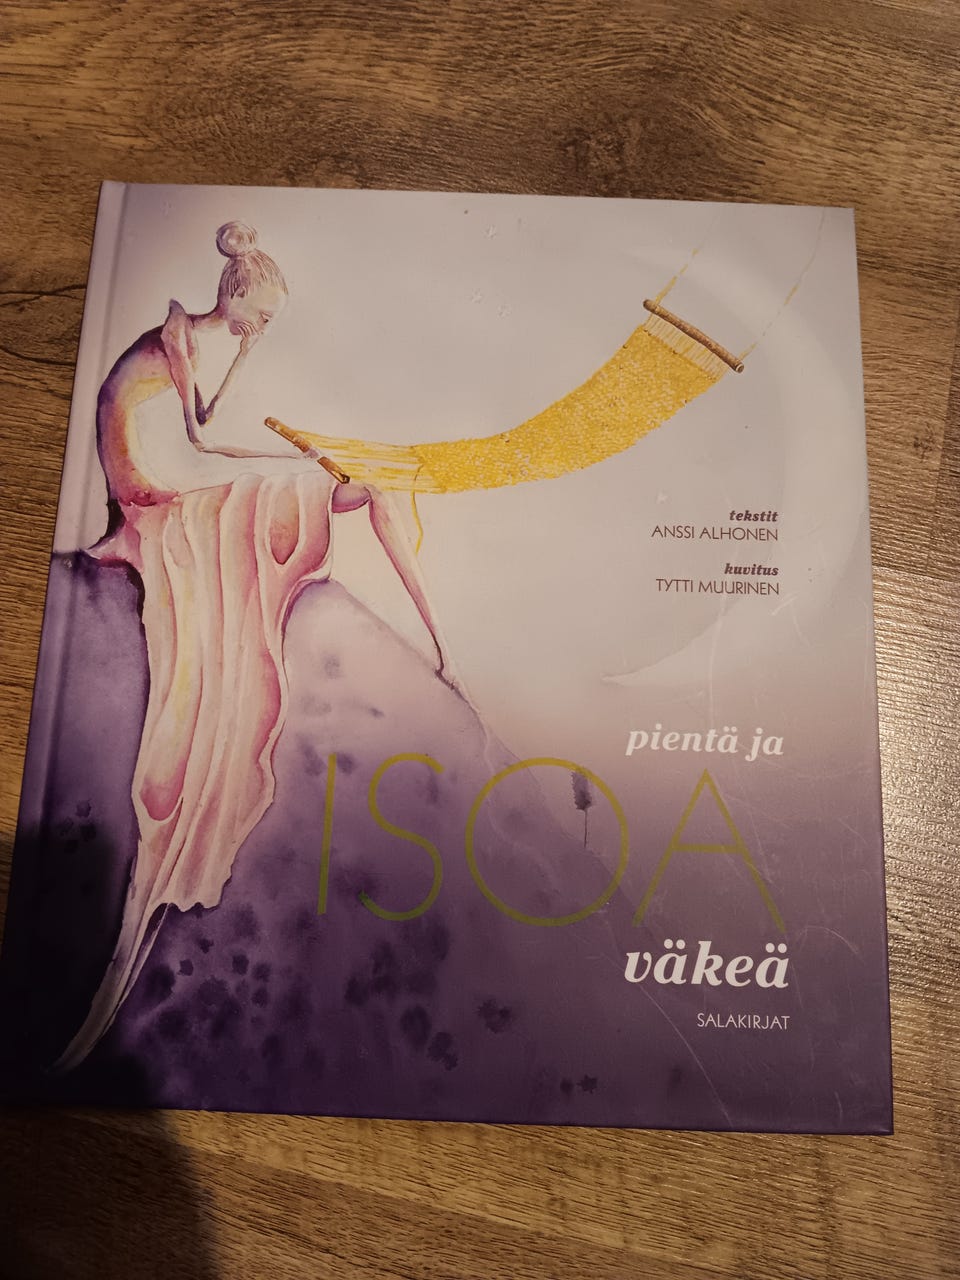 tekstit
ANSSI ALHONEN
kuvitus
TYTTI MUURINEN
pientä ja
ISOA
väkeä
SALAKIRJAT